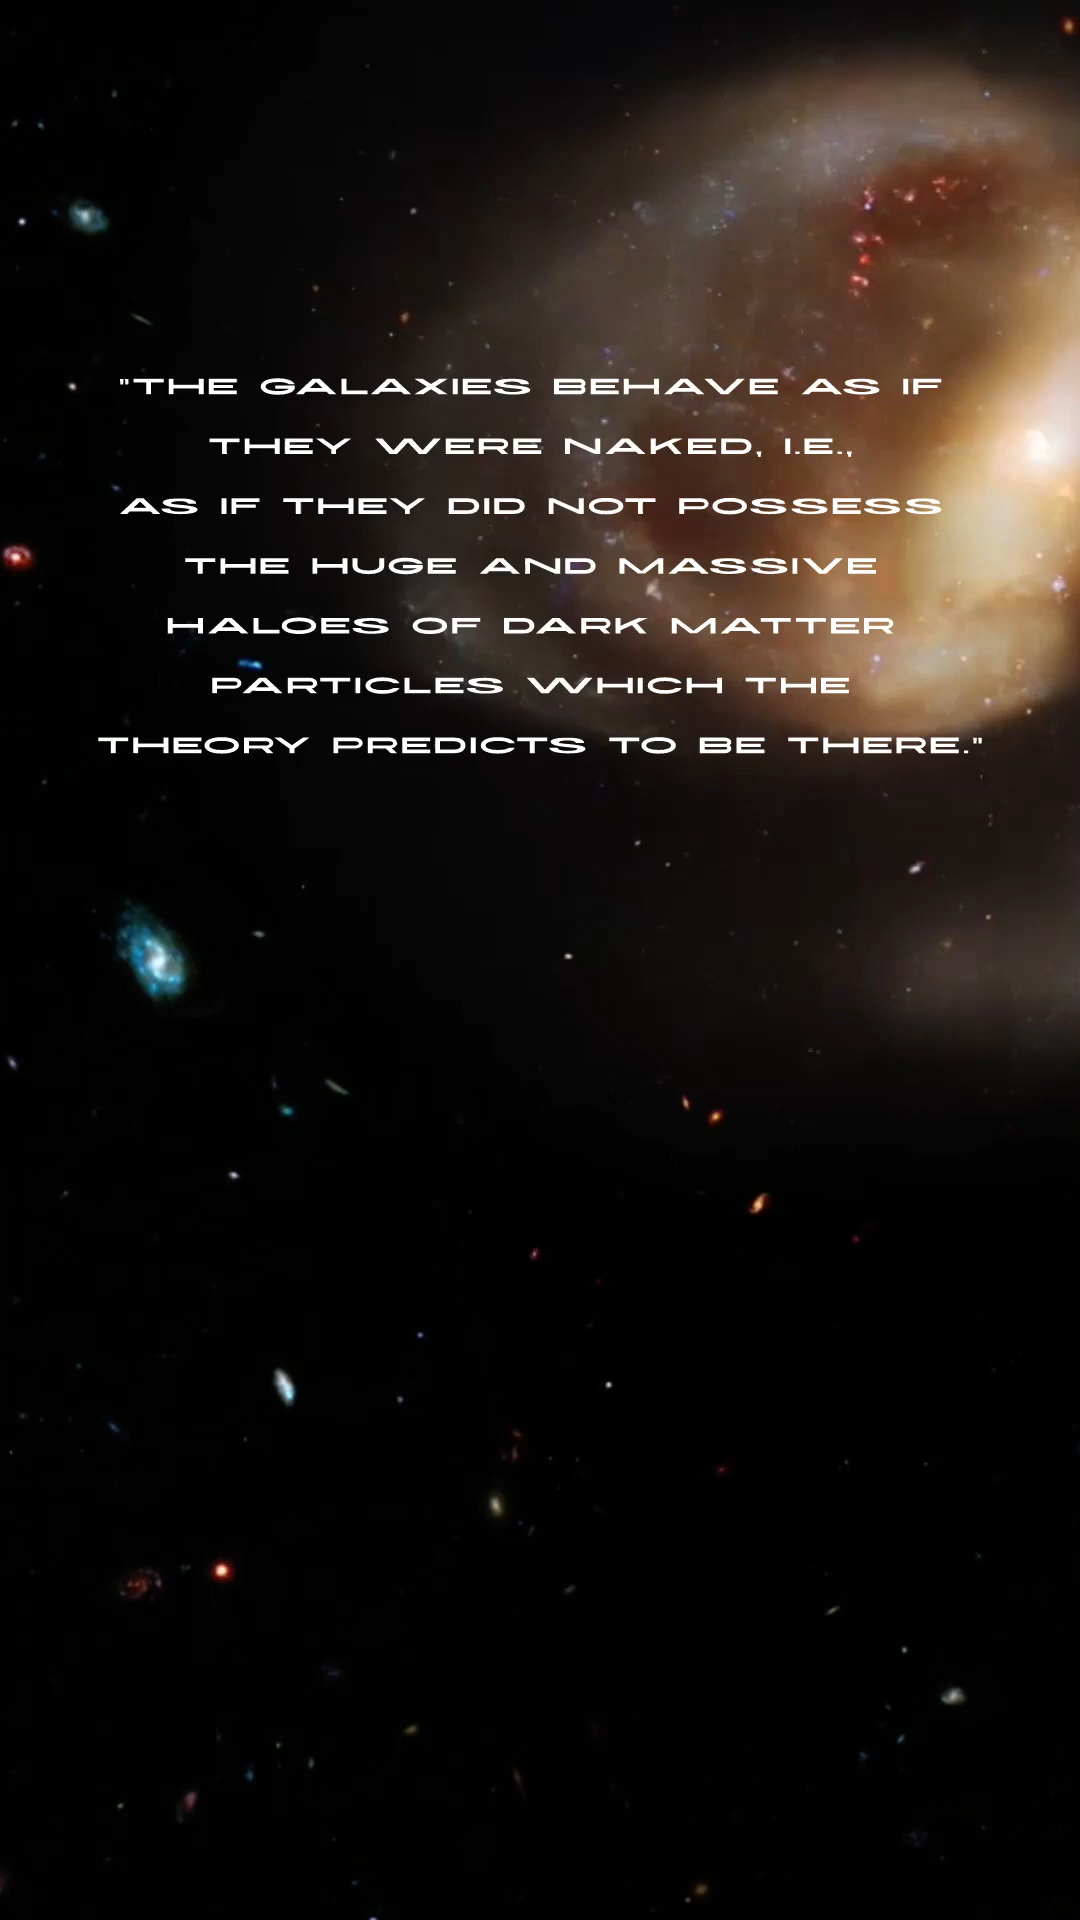 "THE GALAXIES BEHAVE AS IF
THEY WERE NAKED, I.E.,
AS IF THEY DID NOT POSSESS
THE HUGE AND MASSIVE
HALOES OF DARK MATTER
PARTICLES WHICH THE
THEORY PREDICTS TO BE THERE."